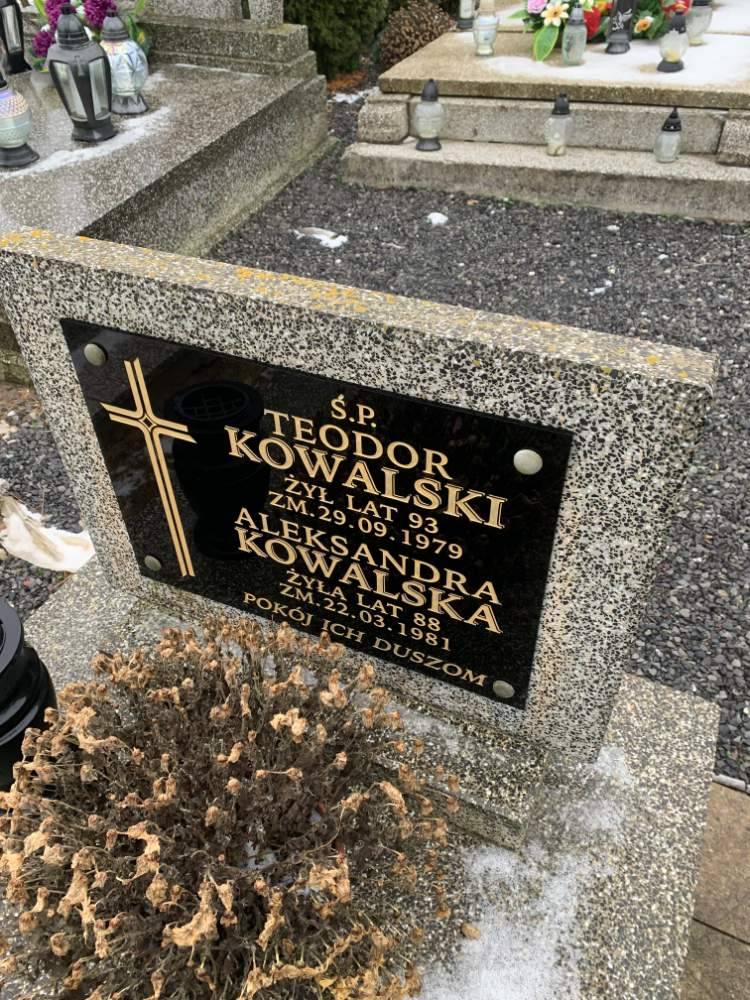 Ś.P.
TEODOR
KOWALSKI
ŻYŁ LAT 93
ZM. 29.09.1979
ALEKSANDRA
KOWALSKA
ŻYŁA LAT 88
ZM. 22.03.1981
POKÓJ ICH DUSZOM